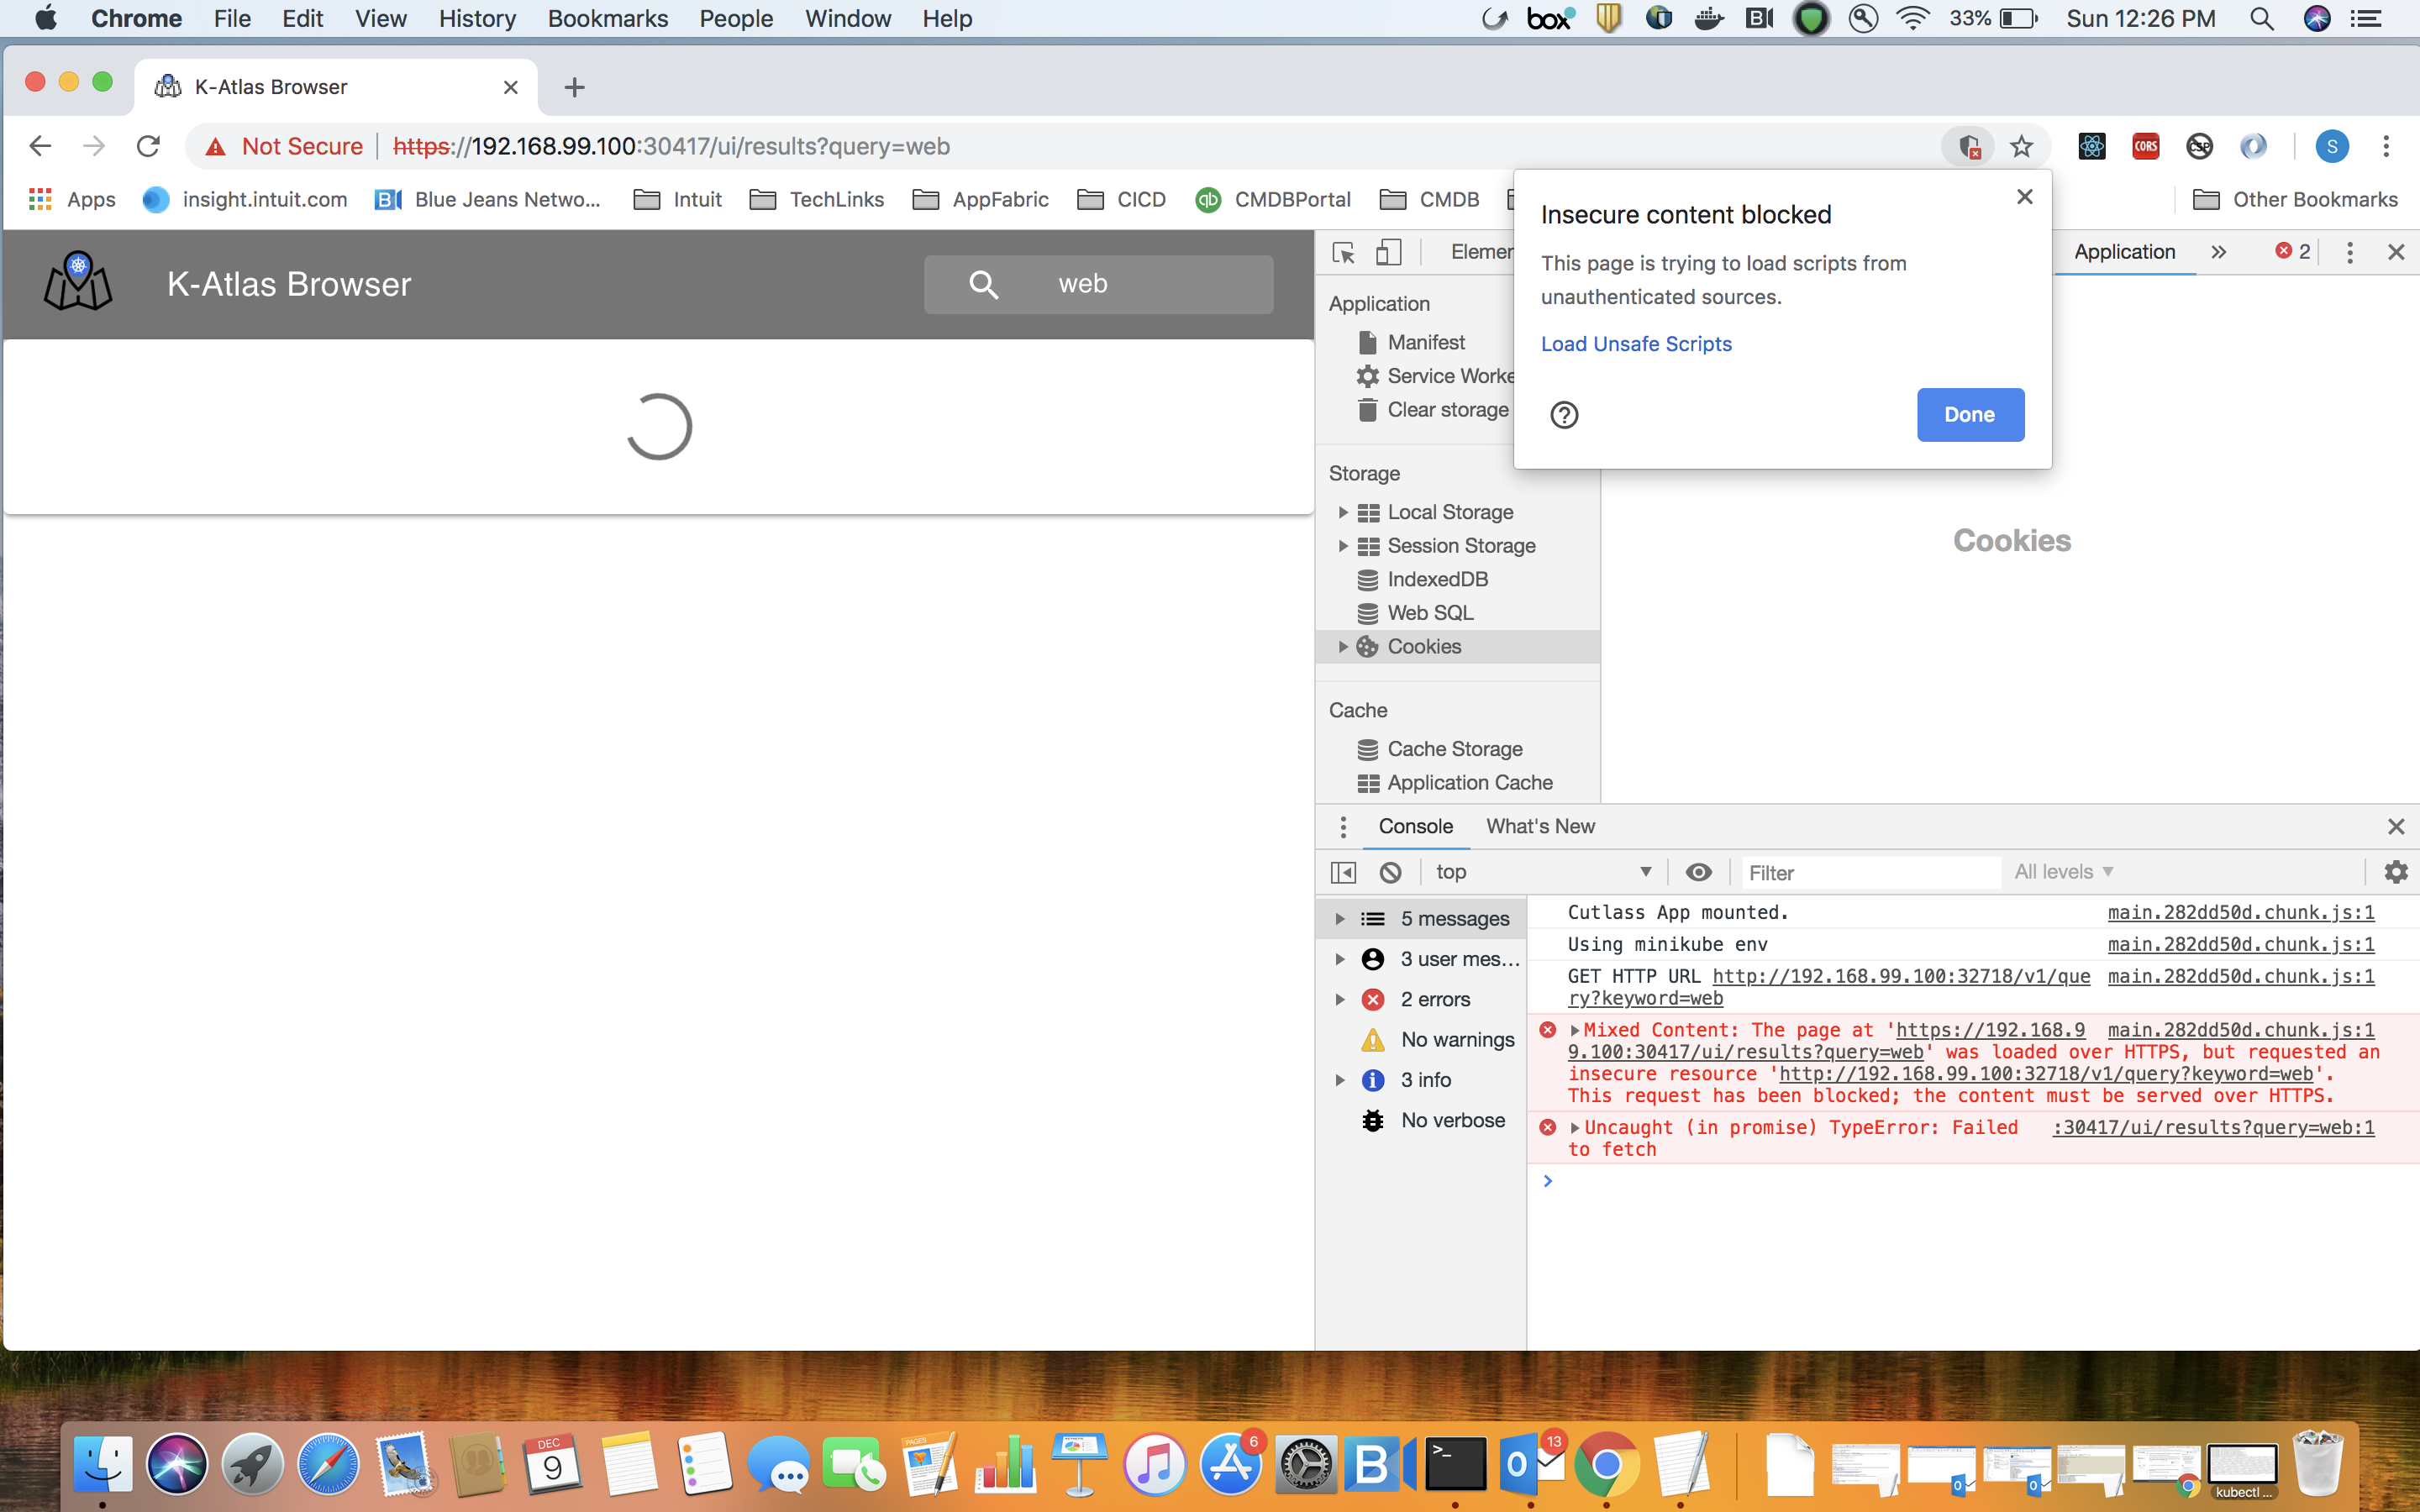 Chrome File Edit View History Bookmarks People Window Help box B 33% Sun 12:26 PM
K-Atlas Browser
Not Secure https://192.168.99.100:30417/ui/results?query=web CORS CSP S
Apps insight.intuit.com B Blue Jeans Netwo... Intuit TechLinks AppFabric CICD qb CMDBPortal CMDB Other Bookmarks
K-Atlas Browser web
Elemen Application » 2
Insecure content blocked
This page is trying to load scripts from
unauthenticated sources.
Load Unsafe Scripts
Done
Application
Manifest
Service Worke
Clear storage
Storage
Local Storage
Session Storage
IndexedDB
Web SQL
Cookies
Cache
Cache Storage
Application Cache
Cookies
Console What's New
top Filter All levels
5 messages
3 user mes...
2 errors
No warnings
3 info
No verbose
Cutlass App mounted. main.282dd50d.chunk.js:1
Using minikube env main.282dd50d.chunk.js:1
GET HTTP URL http://192.168.99.100:32718/v1/que main.282dd50d.chunk.js:1
ry?keyword=web
Mixed Content: The page at 'https://192.168.9 main.282dd50d.chunk.js:1
9.100:30417/ui/results?query=web' was loaded over HTTPS, but requested an
insecure resource 'http://192.168.99.100:32718/v1/query?keyword=web'.
This request has been blocked; the content must be served over HTTPS.
Uncaught (in promise) TypeError: Failed :30417/ui/results?query=web:1
to fetch
>
DEC
9
PAGES
6
B
>_
O
13
kubectl ...